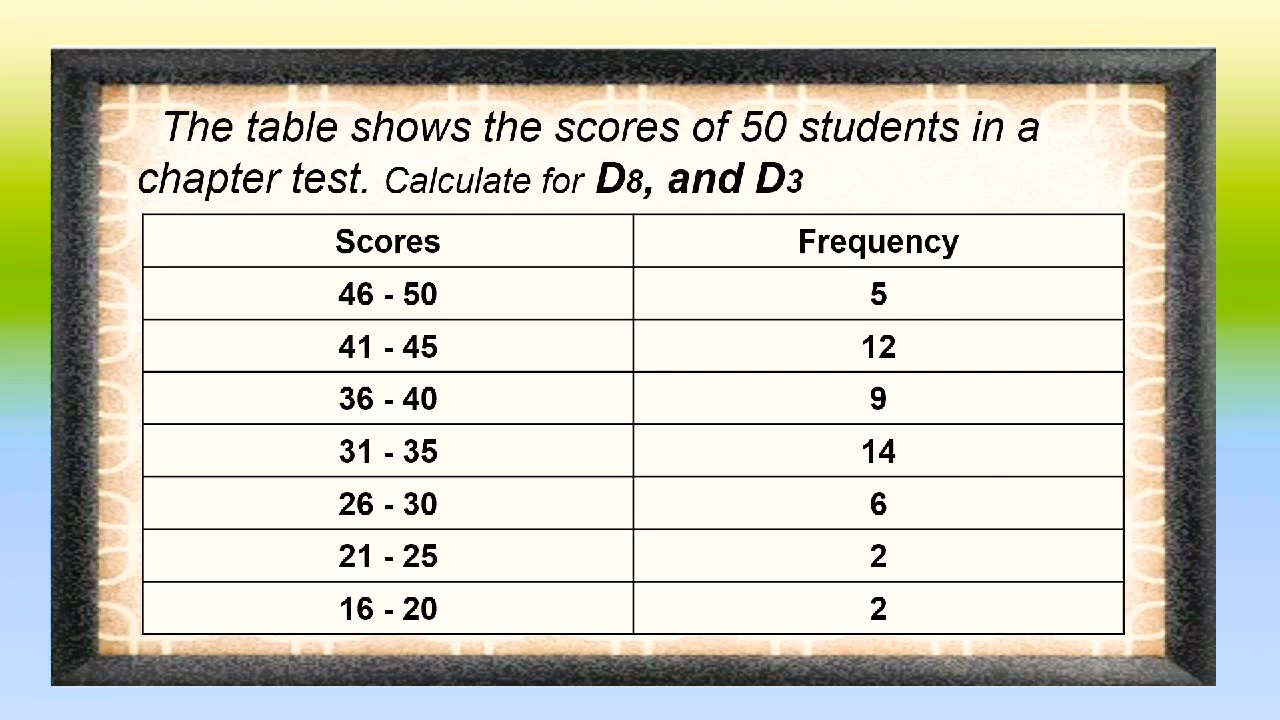 The table shows the scores of 50 students in a
chapter test. Calculate for D8, and D3
Scores Frequency
46 - 50 5
41 - 45 12
36 - 40 9
31 - 35 14
26 - 30 6
21 - 25 2
16 - 20 2